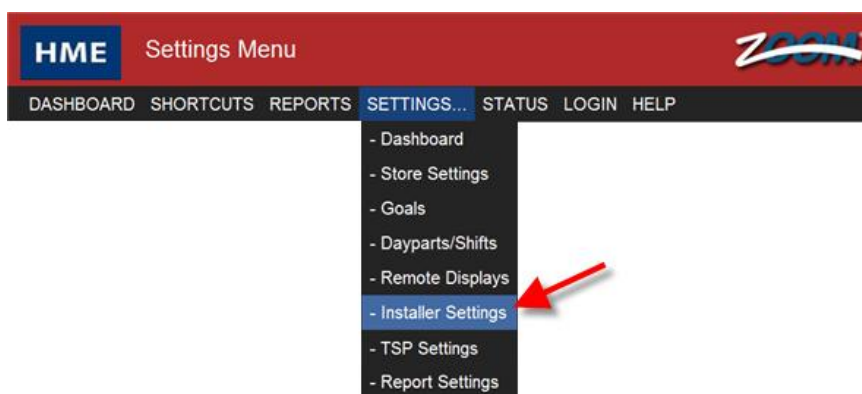 HME Settings Menu ZOOM
DASHBOARD SHORTCUTS REPORTS SETTINGS... STATUS LOGIN HELP
- Dashboard
- Store Settings
- Goals
- Dayparts/Shifts
- Remote Displays
- Installer Settings
- TSP Settings
- Report Settings